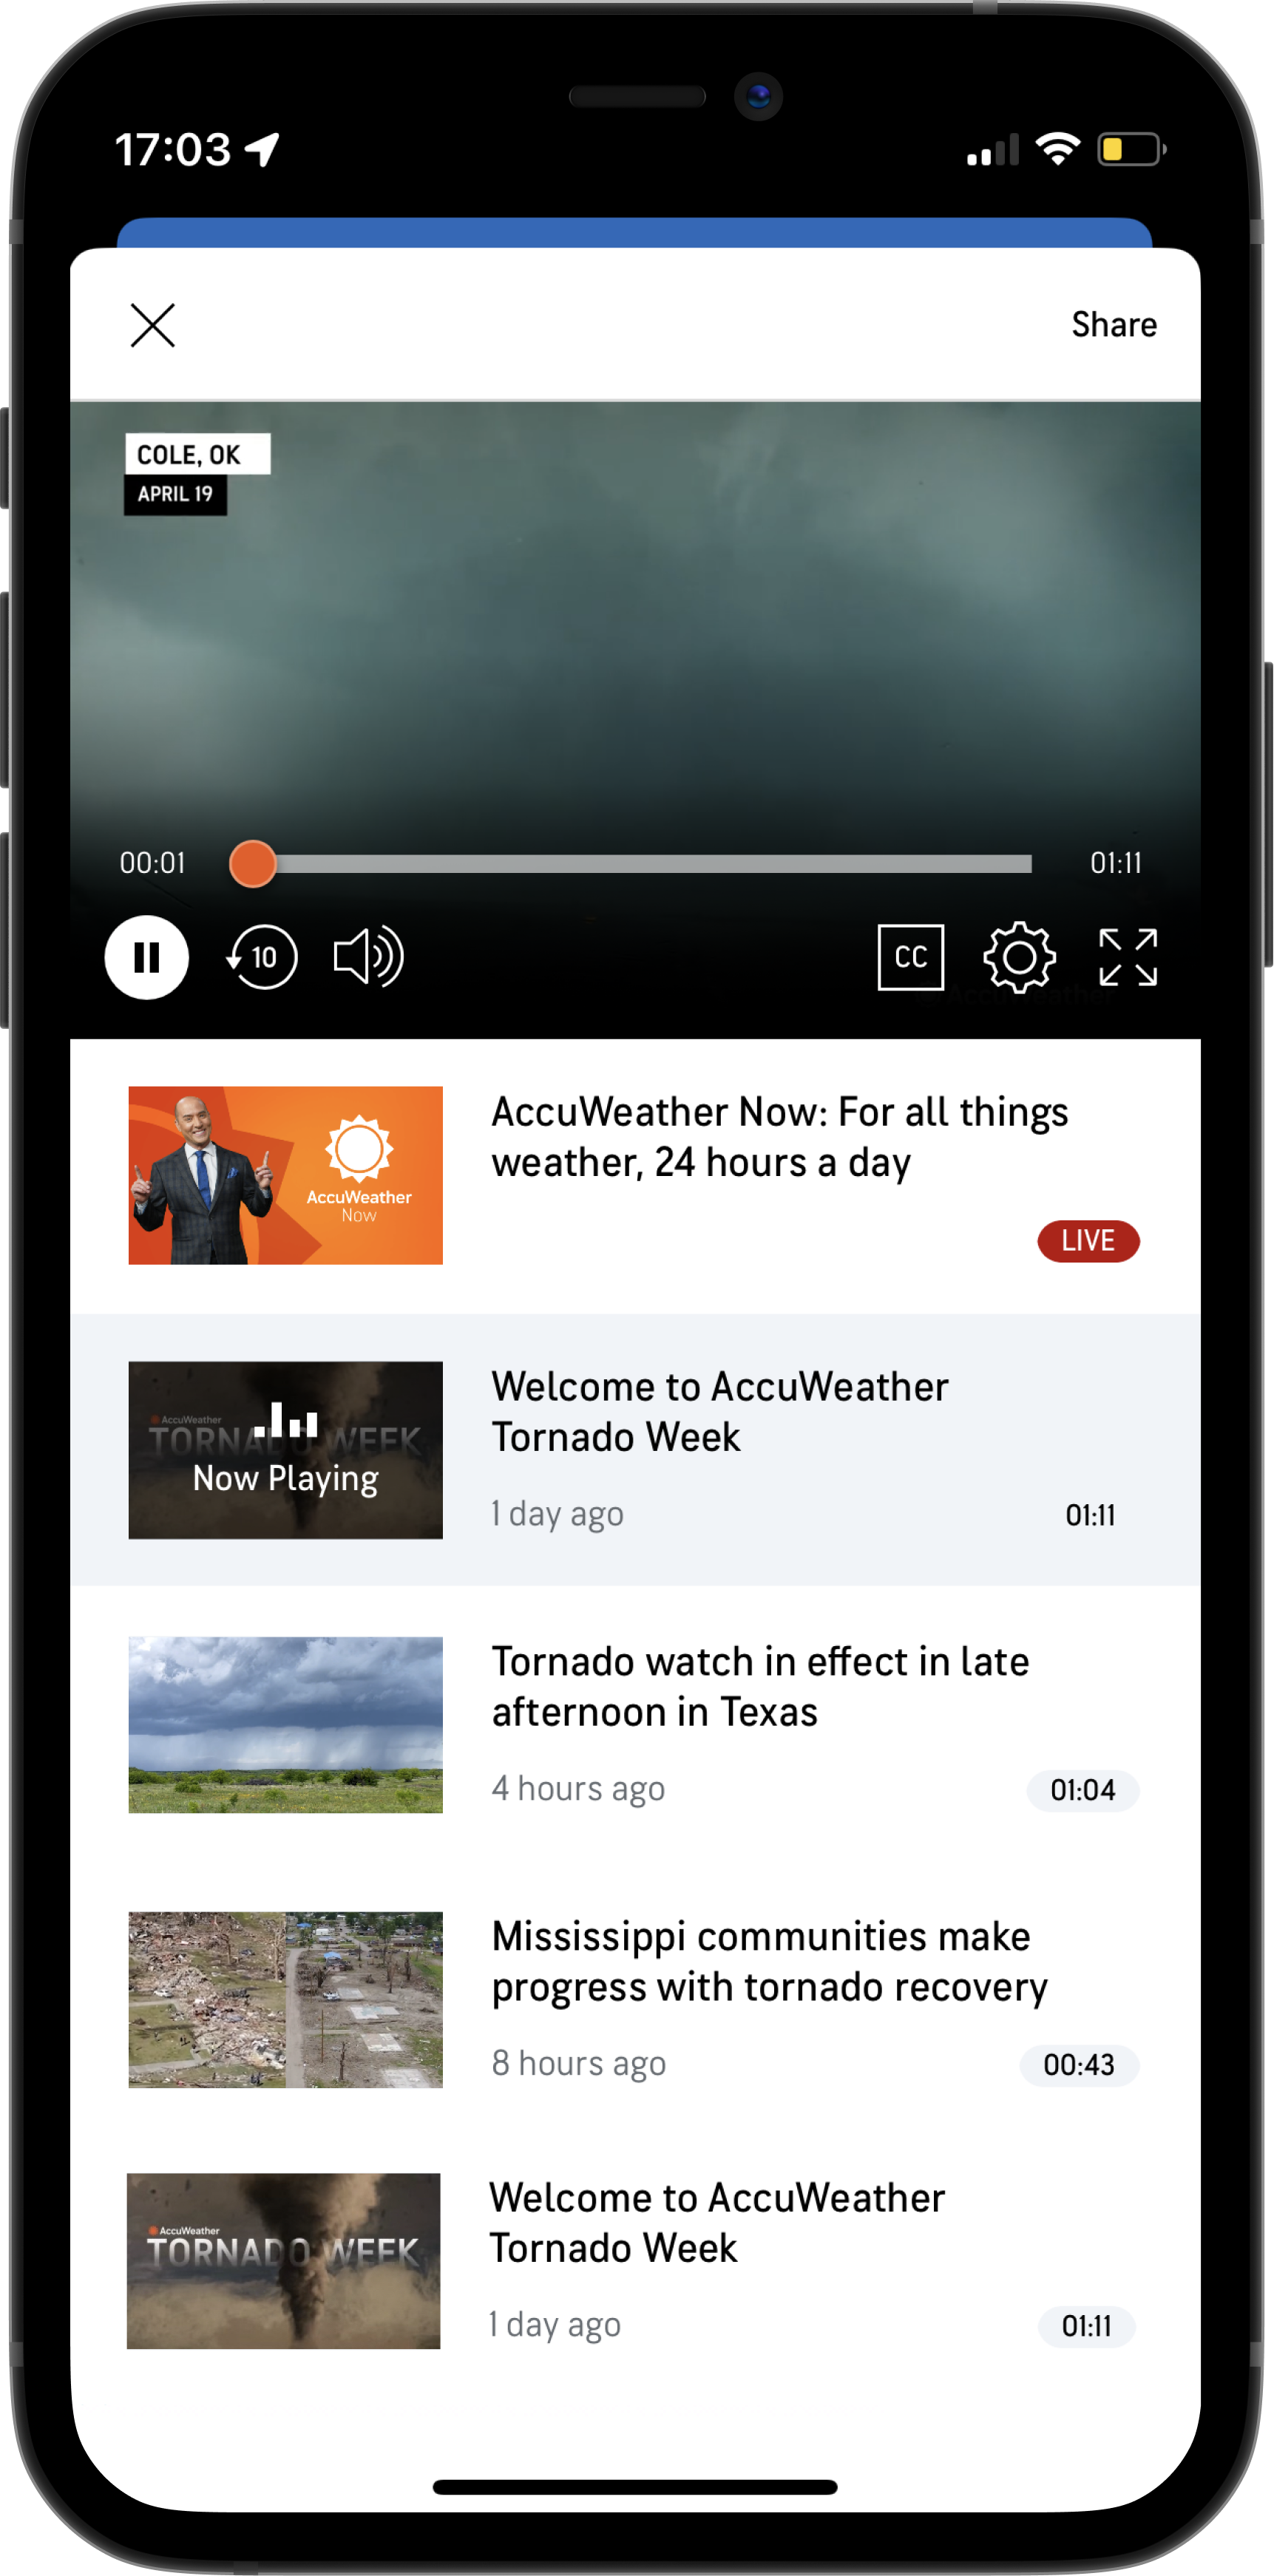 17:03
Share
COLE, OK
APRIL 19
00:01
01:11
10
CC
AccuWeather
AccuWeather Now: For all things
weather, 24 hours a day
AccuWeather
Now
LIVE
Welcome to AccuWeather
Tornado Week
AccuWeather
TORNADO WEEK
Now Playing
1 day ago
01:11
Tornado watch in effect in late
afternoon in Texas
4 hours ago
01:04
Mississippi communities make
progress with tornado recovery
8 hours ago
00:43
Welcome to AccuWeather
Tornado Week
AccuWeather
TORNADO WEEK
1 day ago
01:11